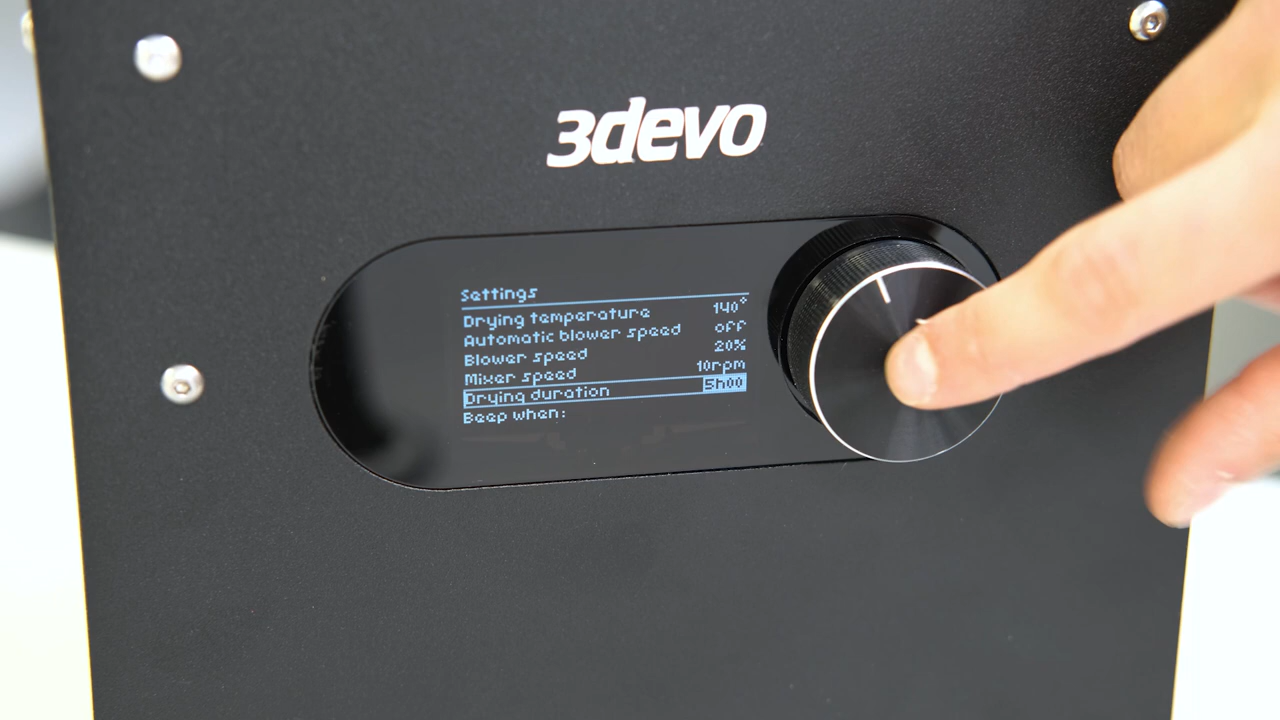 3devo
Settings
Drying temperature 140°
Automatic blower speed off
Blower speed 20%
Mixer speed 10rpm
Drying duration 5h00
Beep when: